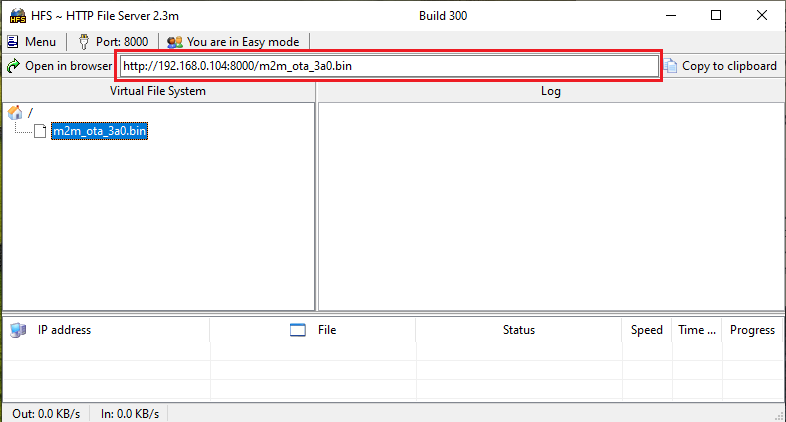 HFS ~ HTTP File Server 2.3m Build 300
Menu Port: 8000 You are in Easy mode
Open in browser http://192.168.0.104:8000/m2m_ota_3a0.bin Copy to clipboard
Virtual File System Log
/
m2m_ota_3a0.bin
IP address File Status Speed Time ... Progress
Out: 0.0 KB/s In: 0.0 KB/s